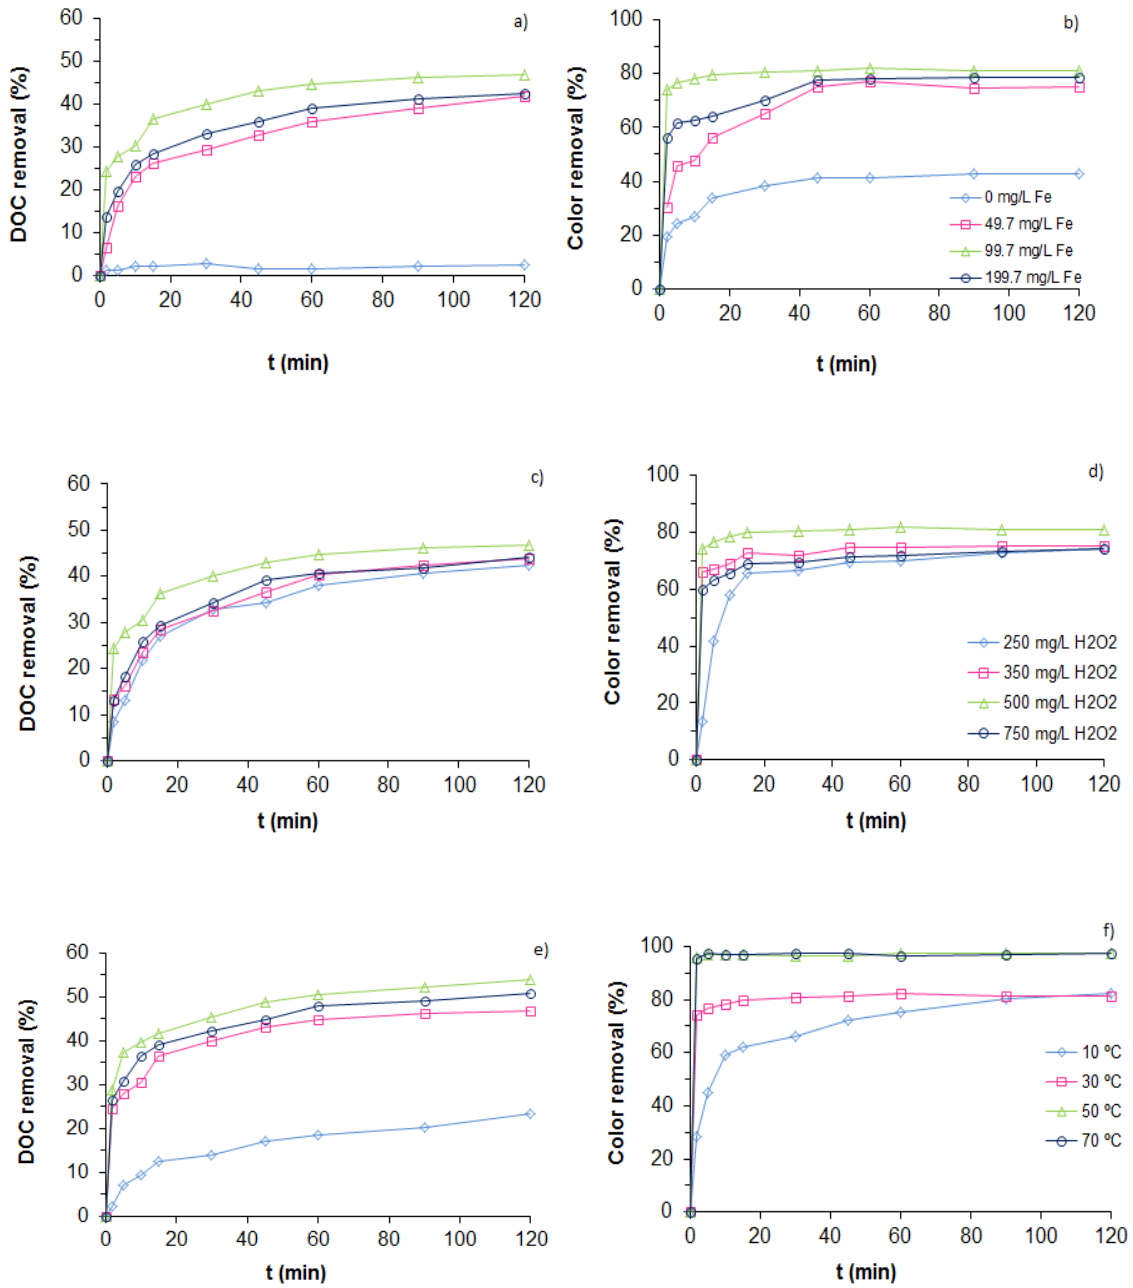 a)
DOC removal (%)
60
50
40
30
20
10
0
0 20 40 60 80 100 120
t (min)
b)
Color removal (%)
100
80
60
40
20
0
0 mg/L Fe
49.7 mg/L Fe
99.7 mg/L Fe
199.7 mg/L Fe
0 20 40 60 80 100 120
t (min)
c)
DOC removal (%)
60
50
40
30
20
10
0
0 20 40 60 80 100 120
t (min)
d)
Color removal (%)
100
80
60
40
20
0
250 mg/L H2O2
350 mg/L H2O2
500 mg/L H2O2
750 mg/L H2O2
0 20 40 60 80 100 120
t (min)
e)
DOC removal (%)
60
50
40
30
20
10
0
0 20 40 60 80 100 120
t (min)
f)
Color removal (%)
100
80
60
40
20
0
10 ºC
30 ºC
50 ºC
70 ºC
0 20 40 60 80 100 120
t (min)